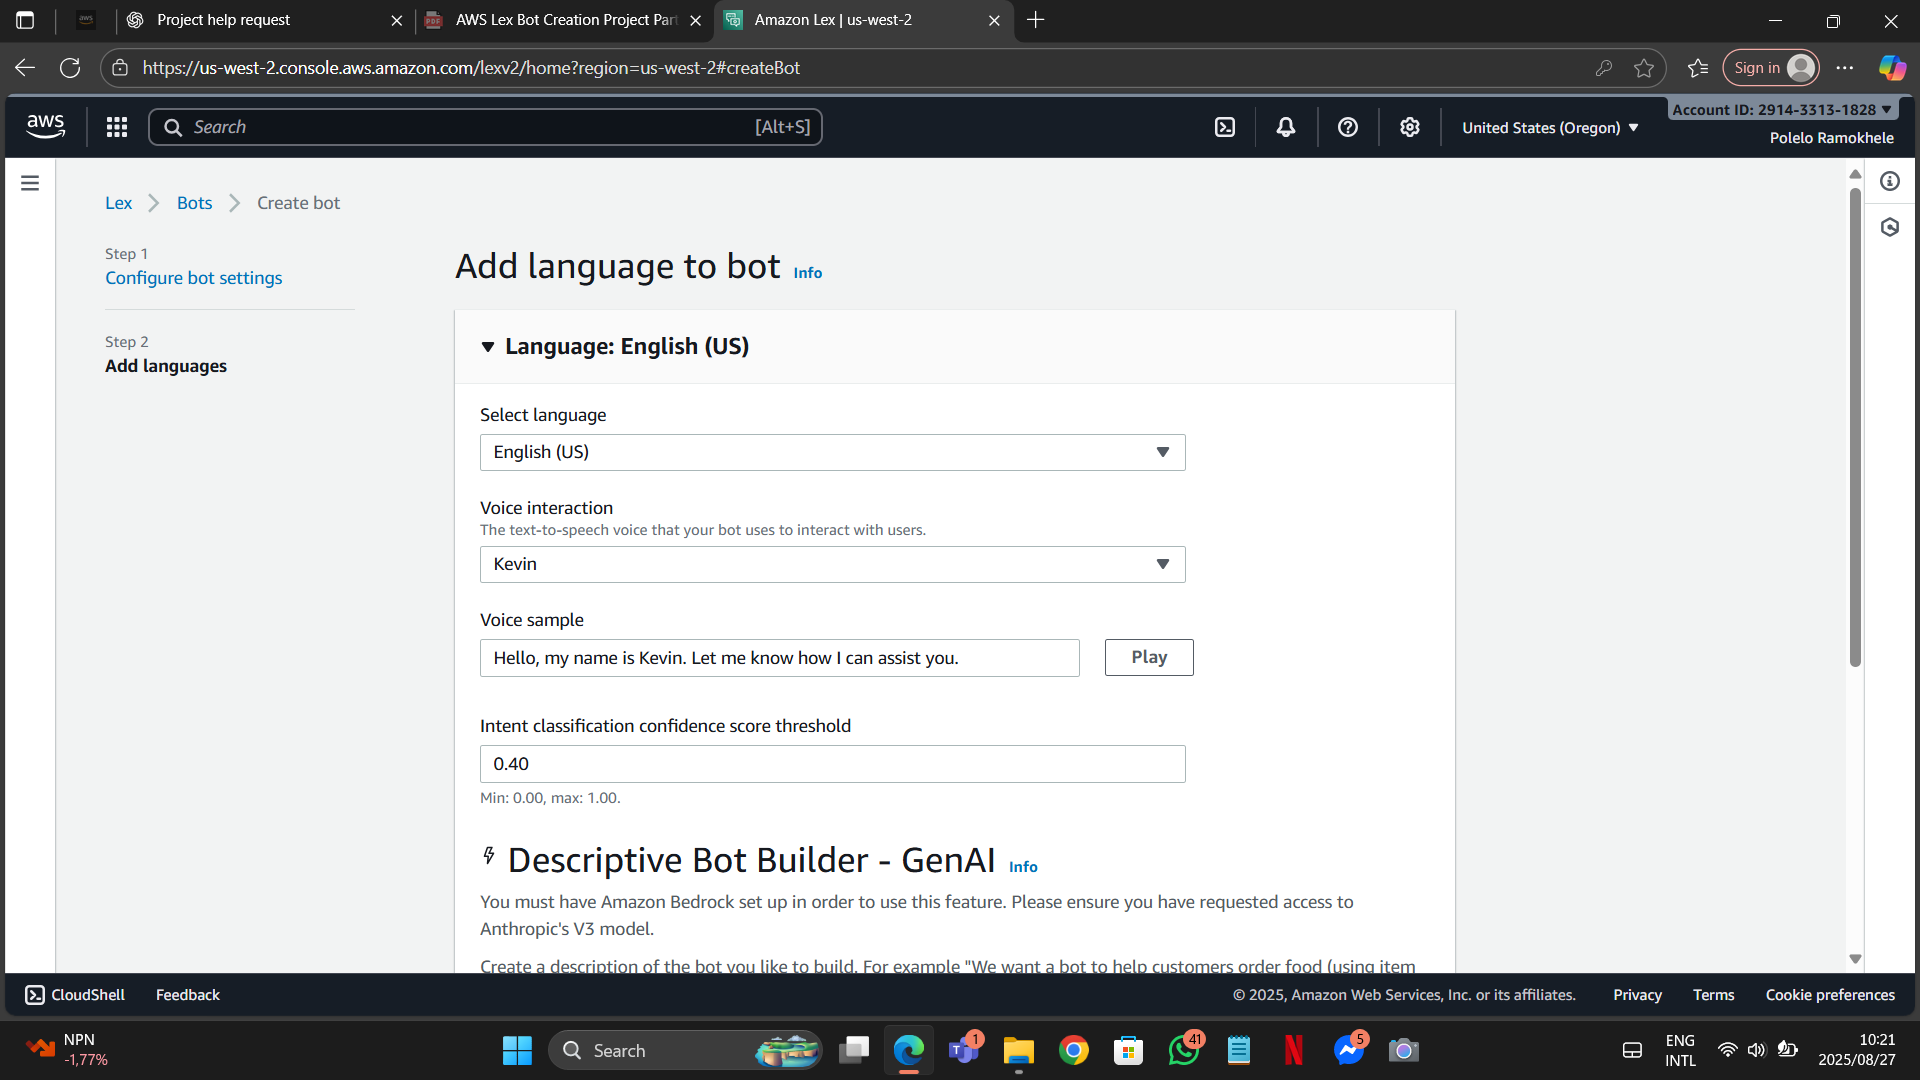 Project help request
AWS Lex Bot Creation Project Part
Amazon Lex | us-west-2
https://us-west-2.console.aws.amazon.com/lexv2/home?region=us-west-2#createBot
Sign in
aws
Search
[Alt+S]
United States (Oregon)
Account ID: 2914-3313-1828
Polelo Ramokhele
Lex
Bots
Create bot
Step 1
Configure bot settings
Step 2
Add languages
Add language to bot Info
Language: English (US)
Select language
English (US)
Voice interaction
The text-to-speech voice that your bot uses to interact with users.
Kevin
Voice sample
Hello, my name is Kevin. Let me know how I can assist you.
Play
Intent classification confidence score threshold
0.40
Min: 0.00, max: 1.00.
Descriptive Bot Builder - GenAI Info
You must have Amazon Bedrock set up in order to use this feature. Please ensure you have requested access to
Anthropic's V3 model.
Create a description of the bot you like to build. For example "We want a bot to help customers order food (using item
CloudShell
Feedback
© 2025, Amazon Web Services, Inc. or its affiliates.
Privacy
Terms
Cookie preferences
NPN
-1,77%
Search
1
41
5
ENG
INTL
10:21
2025/08/27